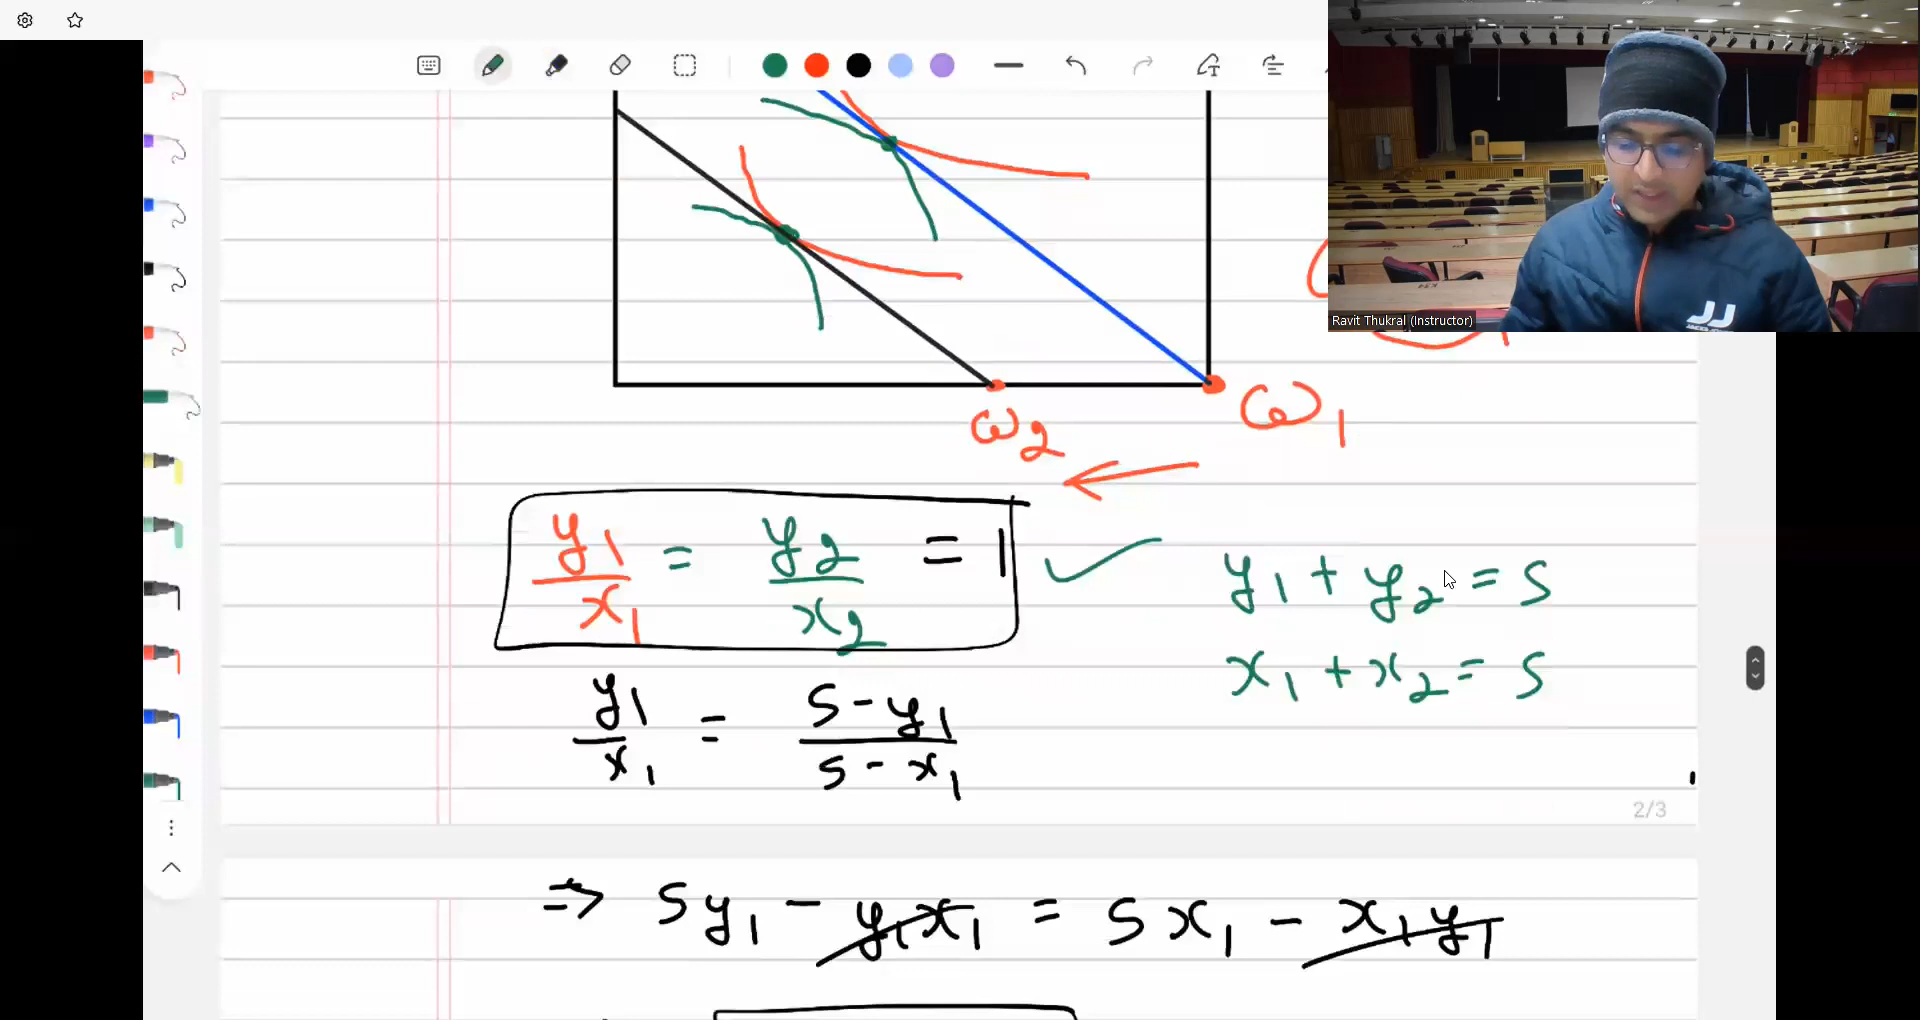 Ravit Thukral (Instructor)
ω2
ω1
y1/x1 = y2/x2 = 1 ✓
y1 + y2 = 5
x1 + x2 = 5
y1/x1 = 5 - y1/5 - x1
2/3
⇒ 5y1 - y1x1 = 5x1 - x1y1